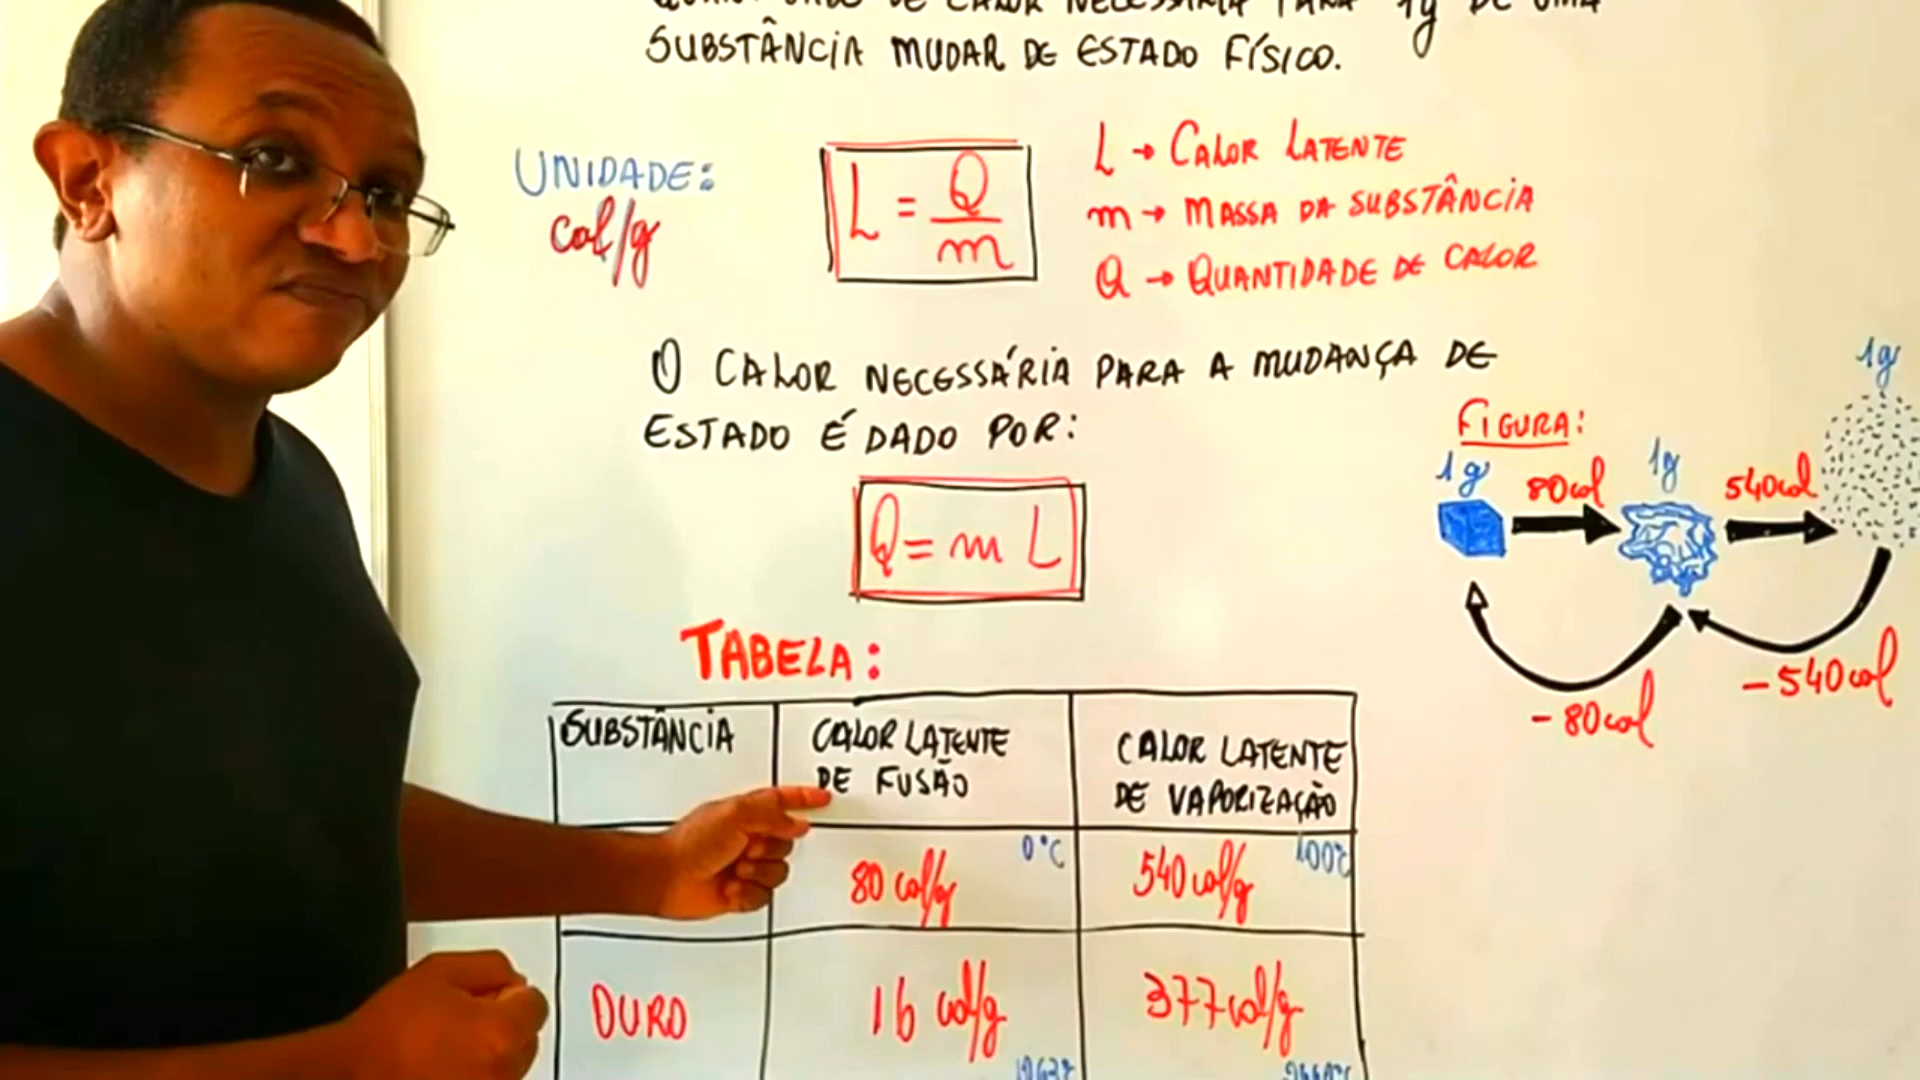 SUBSTÂNCIA MUDAR DE ESTADO FÍSICO.
UNIDADE:
cal/g
L = Q/m
L → CALOR LATENTE
m → MASSA DA SUBSTÂNCIA
Q → QUANTIDADE DE CALOR
O CALOR NECESSÁRIA PARA A MUDANÇA DE
ESTADO É DADO POR:
Q = m L
FIGURA:
1g
1g
1g
80cal
540cal
-80cal
-540cal
TABELA:
SUBSTÂNCIA
CALOR LATENTE
DE FUSÃO
CALOR LATENTE
DE VAPORIZAÇÃO
80 cal/g
0°C
540 cal/g
100°C
OURO
16 cal/g
377 cal/g